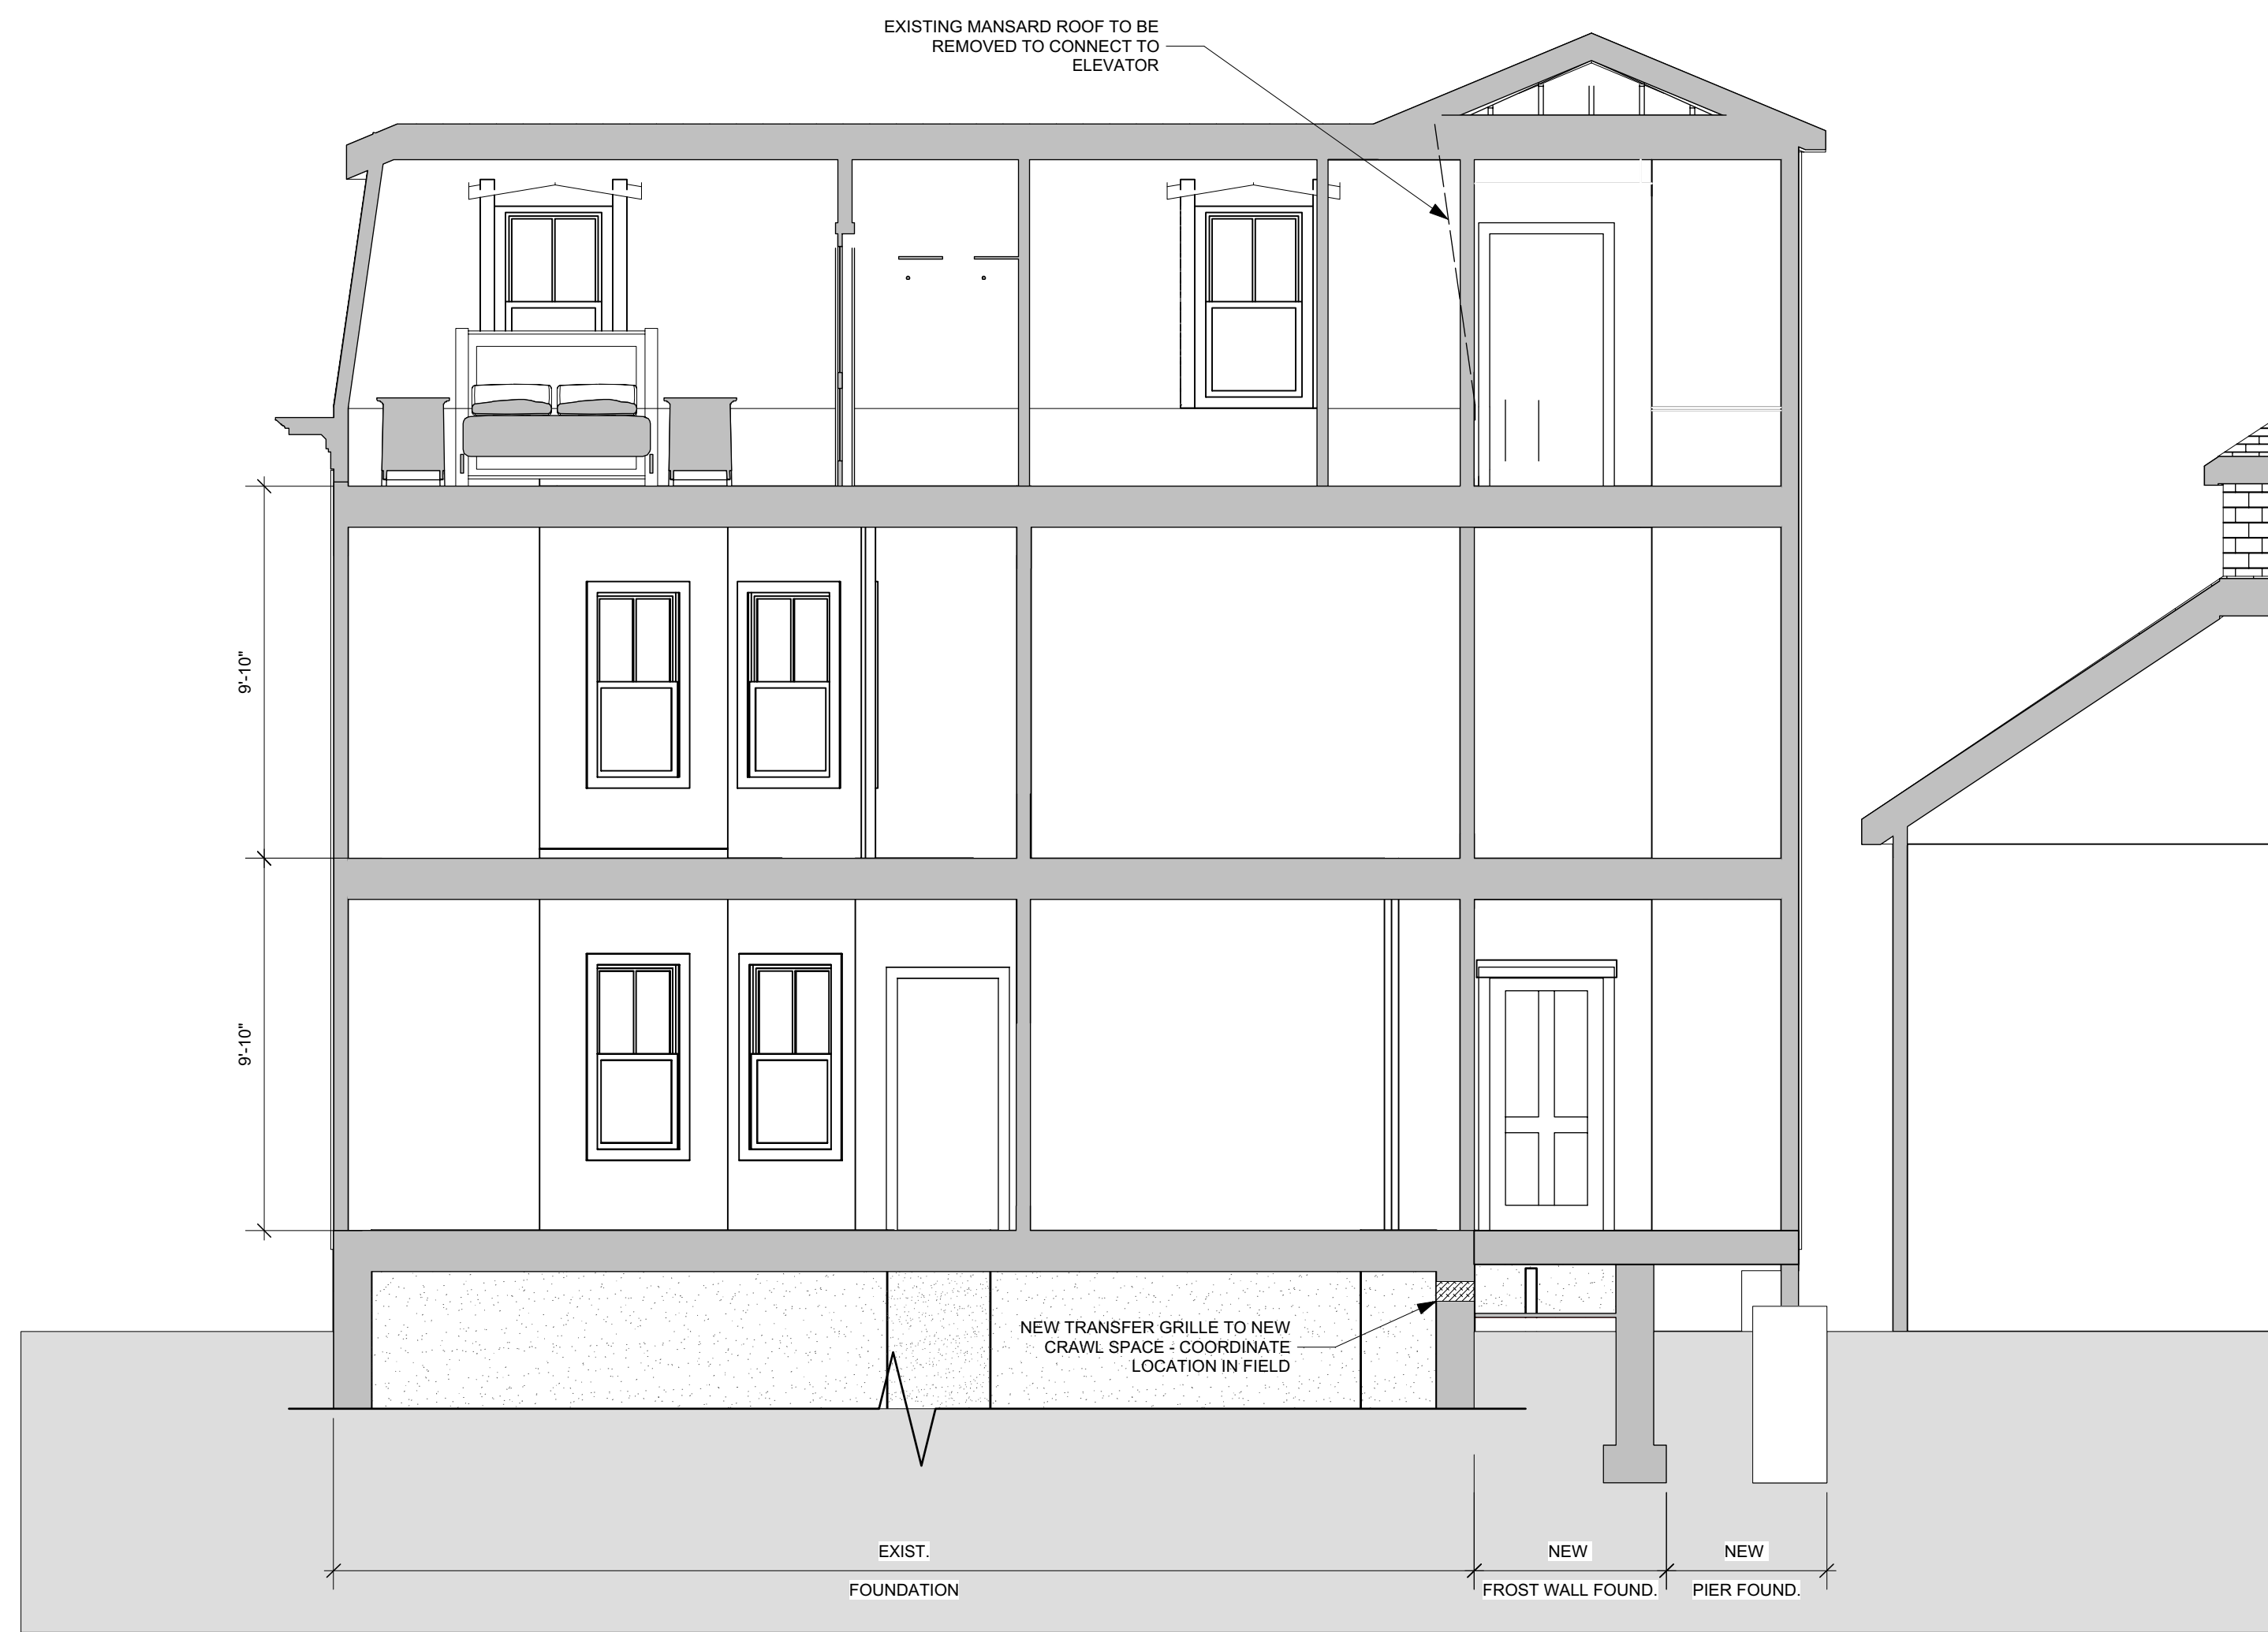 EXISTING MANSARD ROOF TO BE
REMOVED TO CONNECT TO
ELEVATOR
9'-10"
9'-10"
NEW TRANSFER GRILLE TO NEW
CRAWL SPACE - COORDINATE
LOCATION IN FIELD
EXIST.
FOUNDATION
NEW
FROST WALL FOUND.
NEW
PIER FOUND.